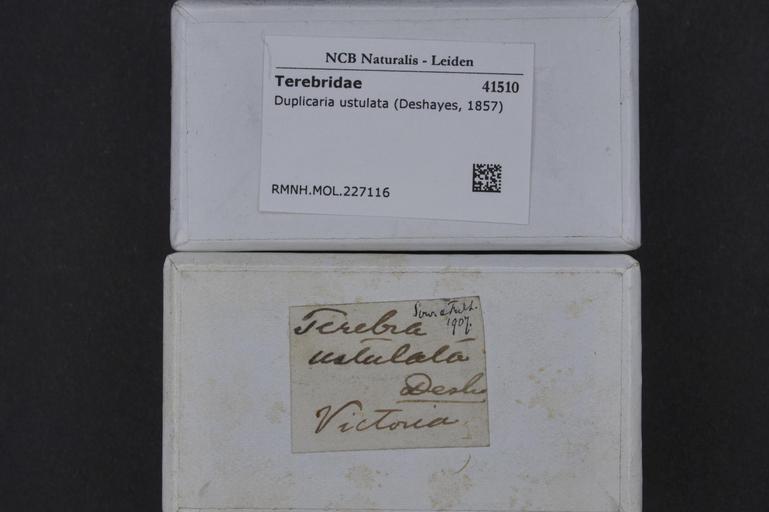 NCB Naturalis - Leiden
Terebridae 41510
Duplicaria ustulata (Deshayes, 1857)
RMNH.MOL.227116
Terebra
1907.
ustulata
Desh
Victoria